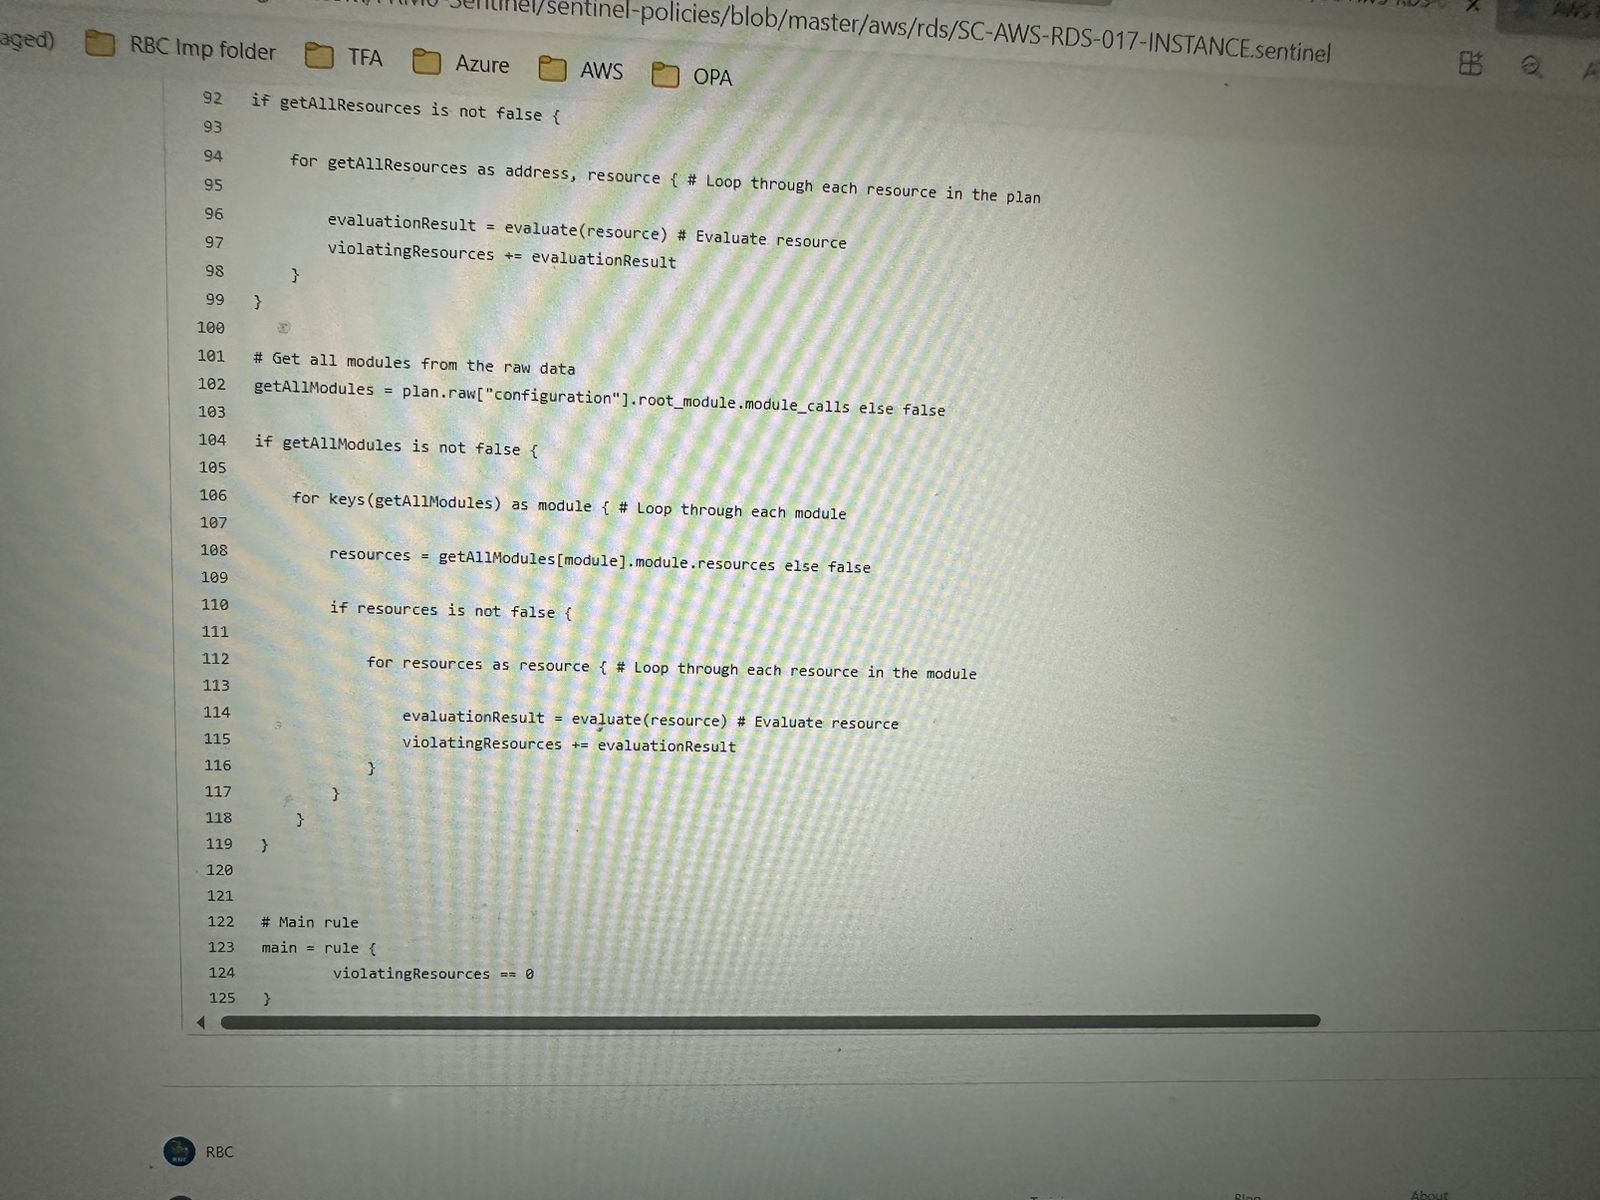 sentinel-policies/blob/master/aws/rds/SC-AWS-RDS-017-INSTANCE.sentinel
aged)
RBC Imp folder
TFA
Azure
AWS
OPA
92 if getAllResources is not false {
93
94 for getAllResources as address, resource { # Loop through each resource in the plan
95
96 evaluationResult = evaluate(resource) # Evaluate resource
97 violatingResources += evaluationResult
98 }
99 }
100
101 # Get all modules from the raw data
102 getAllModules = plan.raw["configuration"].root_module.module_calls else false
103
104 if getAllModules is not false {
105
106 for keys(getAllModules) as module { # Loop through each module
107
108 resources = getAllModules[module].module.resources else false
109
110 if resources is not false {
111
112 for resources as resource { # Loop through each resource in the module
113
114 evaluationResult = evaluate(resource) # Evaluate resource
115 violatingResources += evaluationResult
116 }
117 }
118 }
119 }
120
121
122 # Main rule
123 main = rule {
124 violatingResources == 0
125 }
RBC
Blog
About